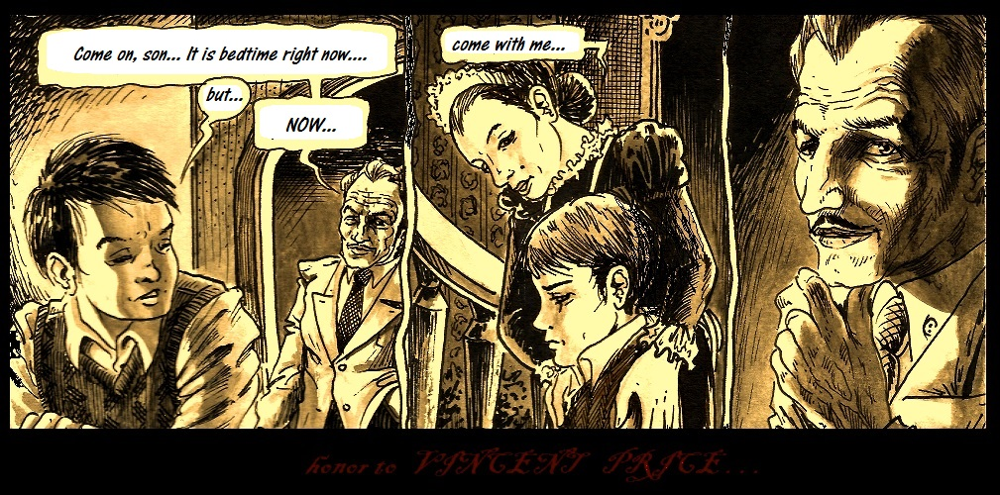 Come on, son... It is bedtime right now....
but...
NOW...
come with me...
honor to VINCENT PRICE...